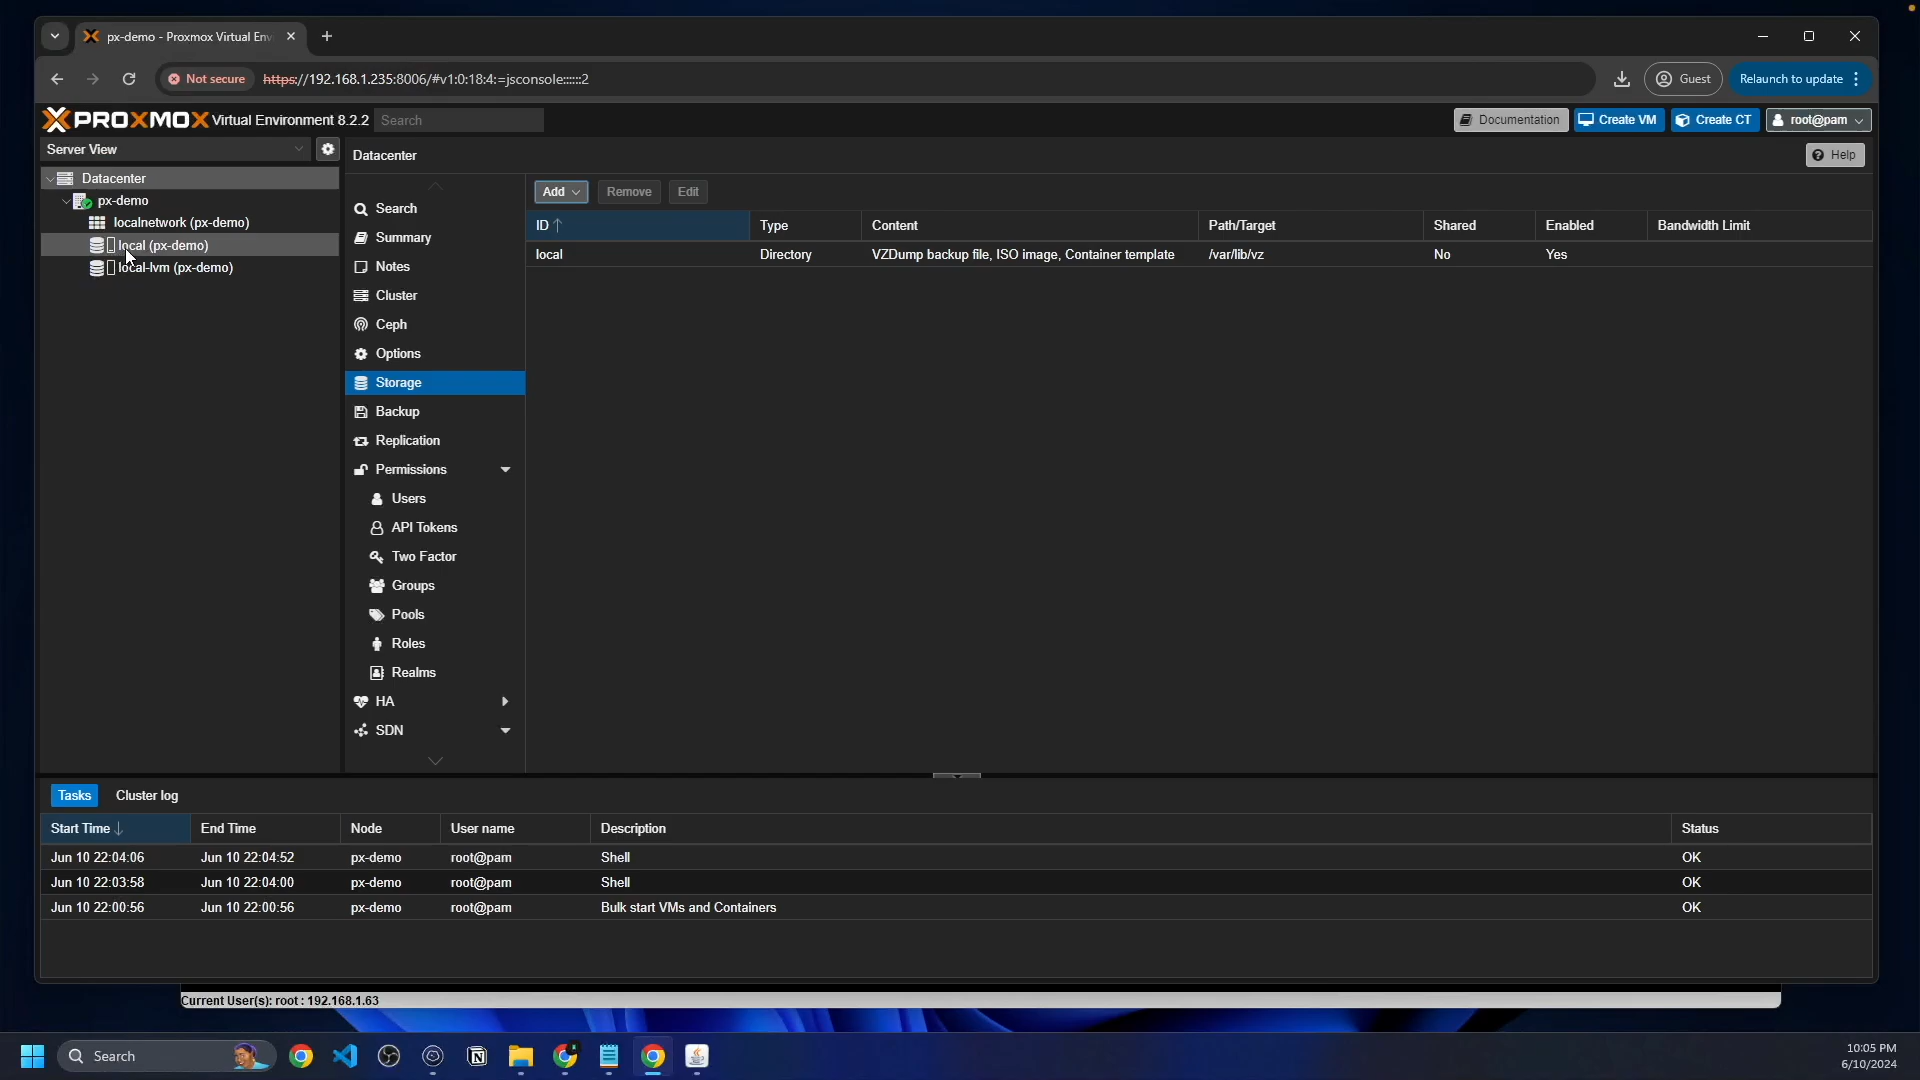 px-demo - Proxmox Virtual Env
Not secure https://192.168.1.235:8006/#v1:0:18:4:=jsconsole::::::2 Guest Relaunch to update
PROXMOX Virtual Environment 8.2.2 Search Documentation Create VM Create CT root@pam
Server View
Datacenter
px-demo
localnetwork (px-demo)
local (px-demo)
local-lvm (px-demo)
Datacenter Help
Search
Summary
Notes
Cluster
Ceph
Options
Storage
Backup
Replication
Permissions
Users
API Tokens
Two Factor
Groups
Pools
Roles
Realms
HA
SDN
Add Remove Edit
ID Type Content Path/Target Shared Enabled Bandwidth Limit
local Directory VZDump backup file, ISO image, Container template /var/lib/vz No Yes
Tasks Cluster log
Start Time End Time Node User name Description Status
Jun 10 22:04:06 Jun 10 22:04:52 px-demo root@pam Shell OK
Jun 10 22:03:58 Jun 10 22:04:00 px-demo root@pam Shell OK
Jun 10 22:00:56 Jun 10 22:00:56 px-demo root@pam Bulk start VMs and Containers OK
Current User(s): root : 192.168.1.63
Search
10:05 PM
6/10/2024